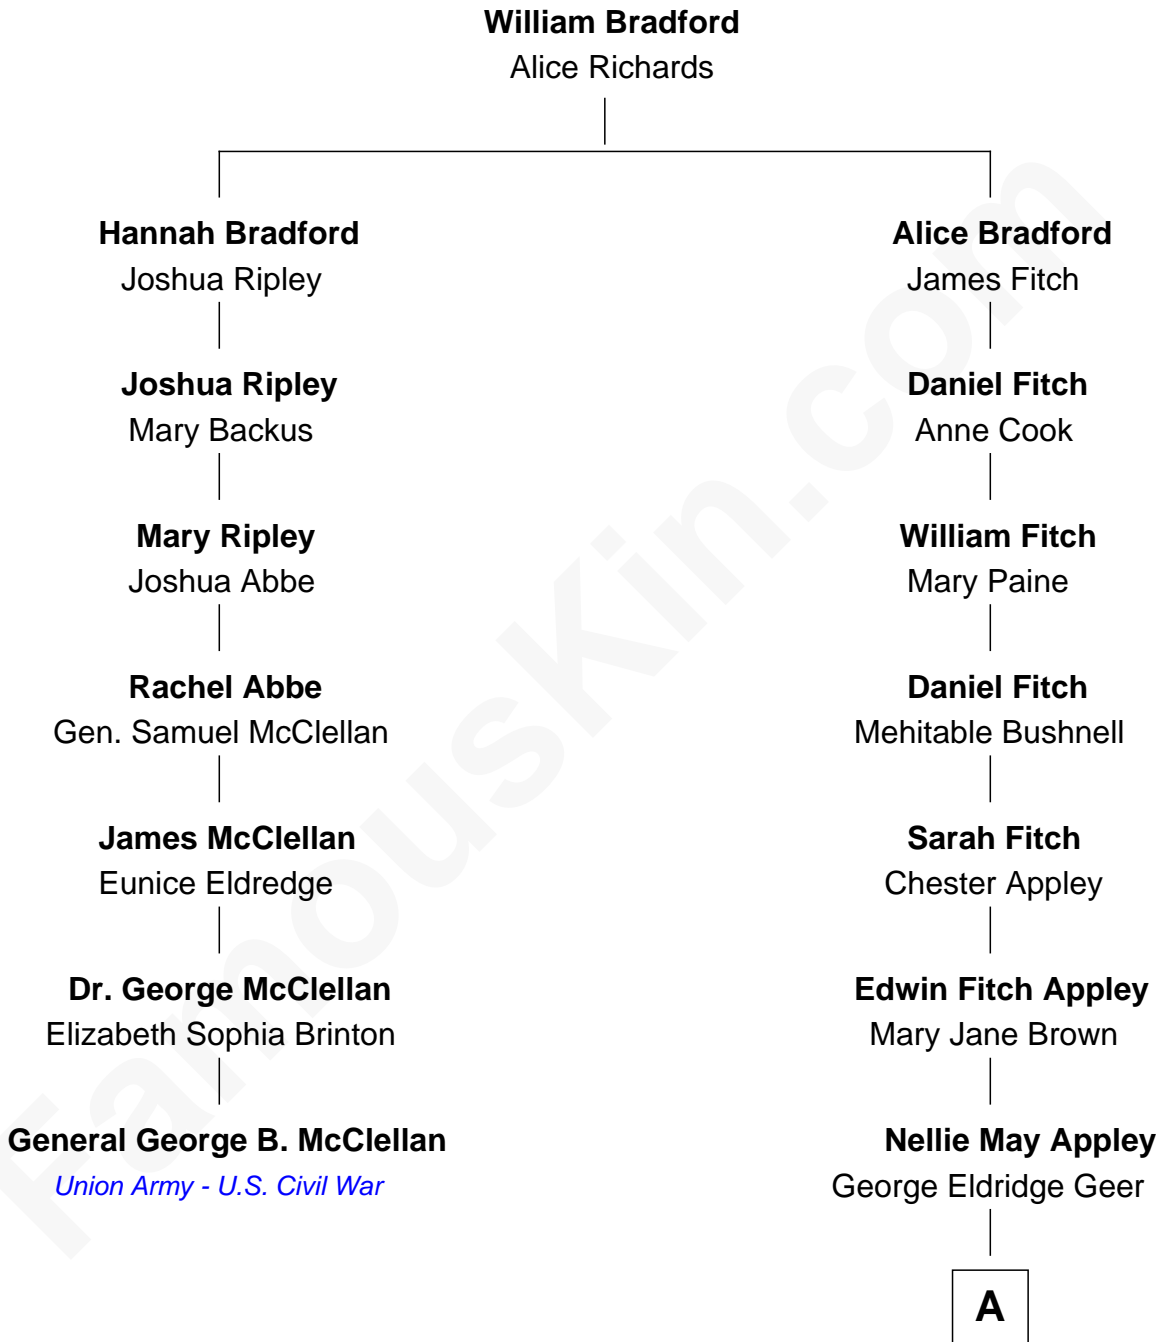 William Bradford
Alice Richards
Hannah Bradford
Joshua Ripley
Alice Bradford
James Fitch
Joshua Ripley
Mary Backus
Daniel Fitch
Anne Cook
Mary Ripley
Joshua Abbe
William Fitch
Mary Paine
Rachel Abbe
Gen. Samuel McClellan
Daniel Fitch
Mehitable Bushnell
James McClellan
Eunice Eldredge
Sarah Fitch
Chester Appley
Dr. George McClellan
Elizabeth Sophia Brinton
Edwin Fitch Appley
Mary Jane Brown
General George B. McClellan
Union Army - U.S. Civil War
Nellie May Appley
George Eldridge Geer
A
FamousKin.com